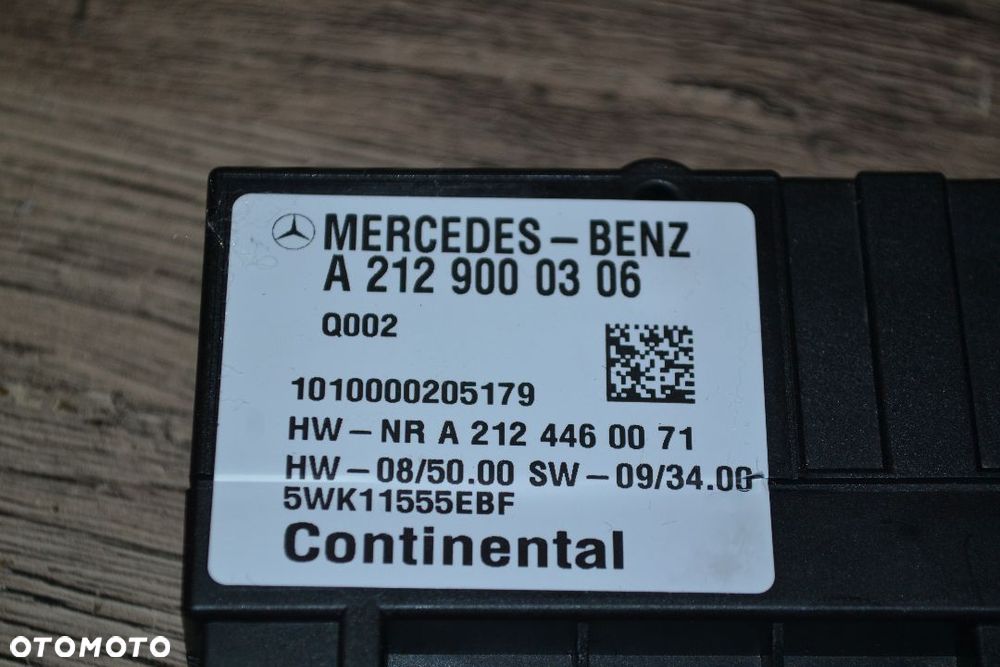 MERCEDES-BENZ
A 212 900 03 06
Q002
1010000205179
HW-NR A 212 446 00 71
HW-08/50.00 SW-09/34.00
5WK11555EBF
Continental
OTOMOTO